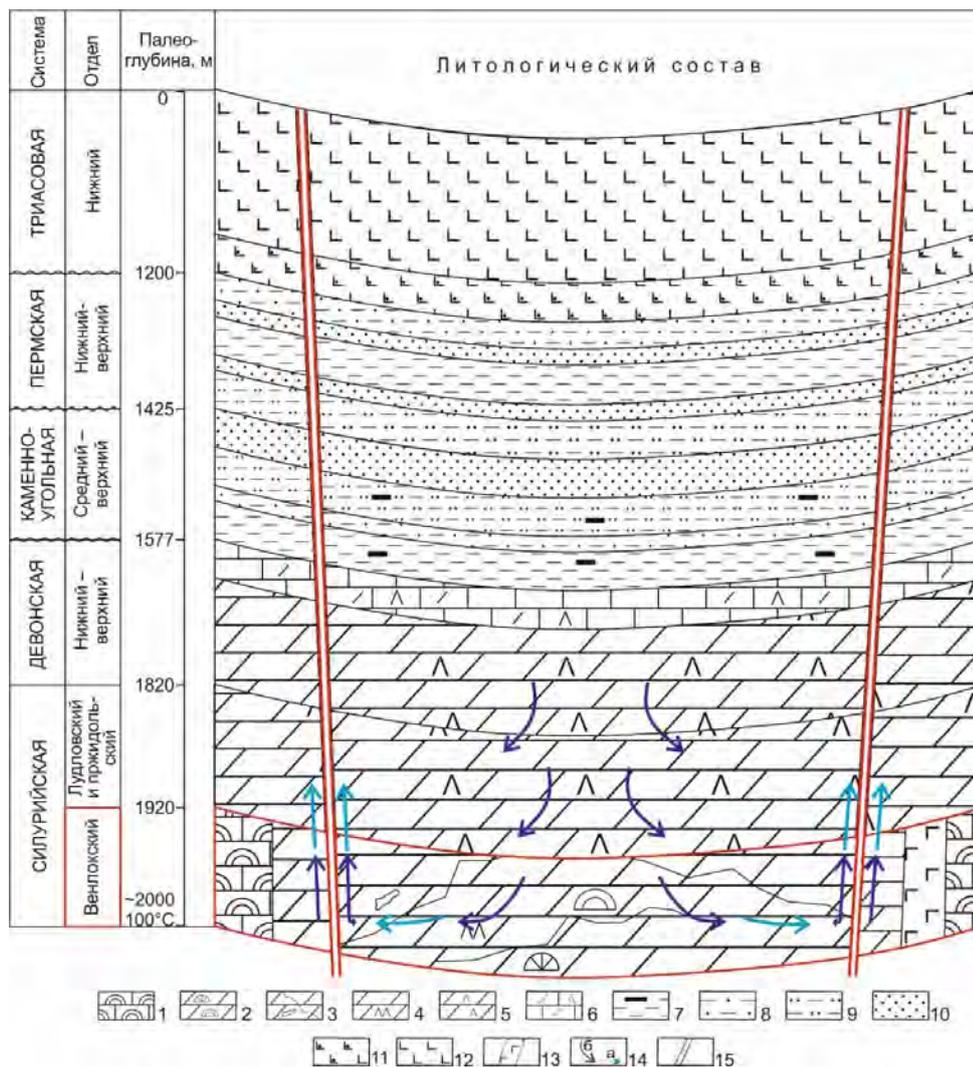 Система
Отдел
Палео-
глубина, м
Литологический состав
0
ТРИАСОВАЯ
Нижний
1200
ПЕРМСКАЯ
Нижний-
верхний
1425
КАМЕННО-
УГОЛЬНАЯ
Средний –
верхний
1577
ДЕВОНСКАЯ
Нижний –
верхний
1820
СИЛУРИЙСКАЯ
Лудловский
и пржидоль-
ский
1920
Венлокский
~2000
100°C
1 2 3 4 5 6 7 8 9 10
11 12 13 б а 14 15